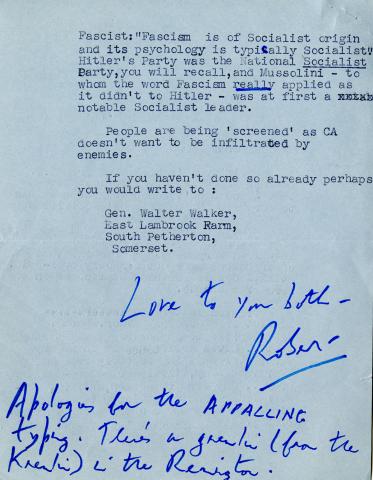 Fascist:"Fascism is of Socialist origin
and its psychology is typically Socialist"
Hitler's Party was the National Socialist
Party,you will recall,and Mussolini - to
whom the word Fascism really applied as
it didn't to Hitler - was at first a
notable Socialist leader.
People are being 'screened' as CA
doesn't want to be infiltrated by
enemies.
If you haven't done so already perhaps
you would write to :
Gen. Walter Walker,
East Lambrook Rarm,
South Petherton,
Somerset.
Love to you both -
Robert
Apologies for the APPALLING
typing. There's a gremlin (from the
Kremlin) in the Remington.